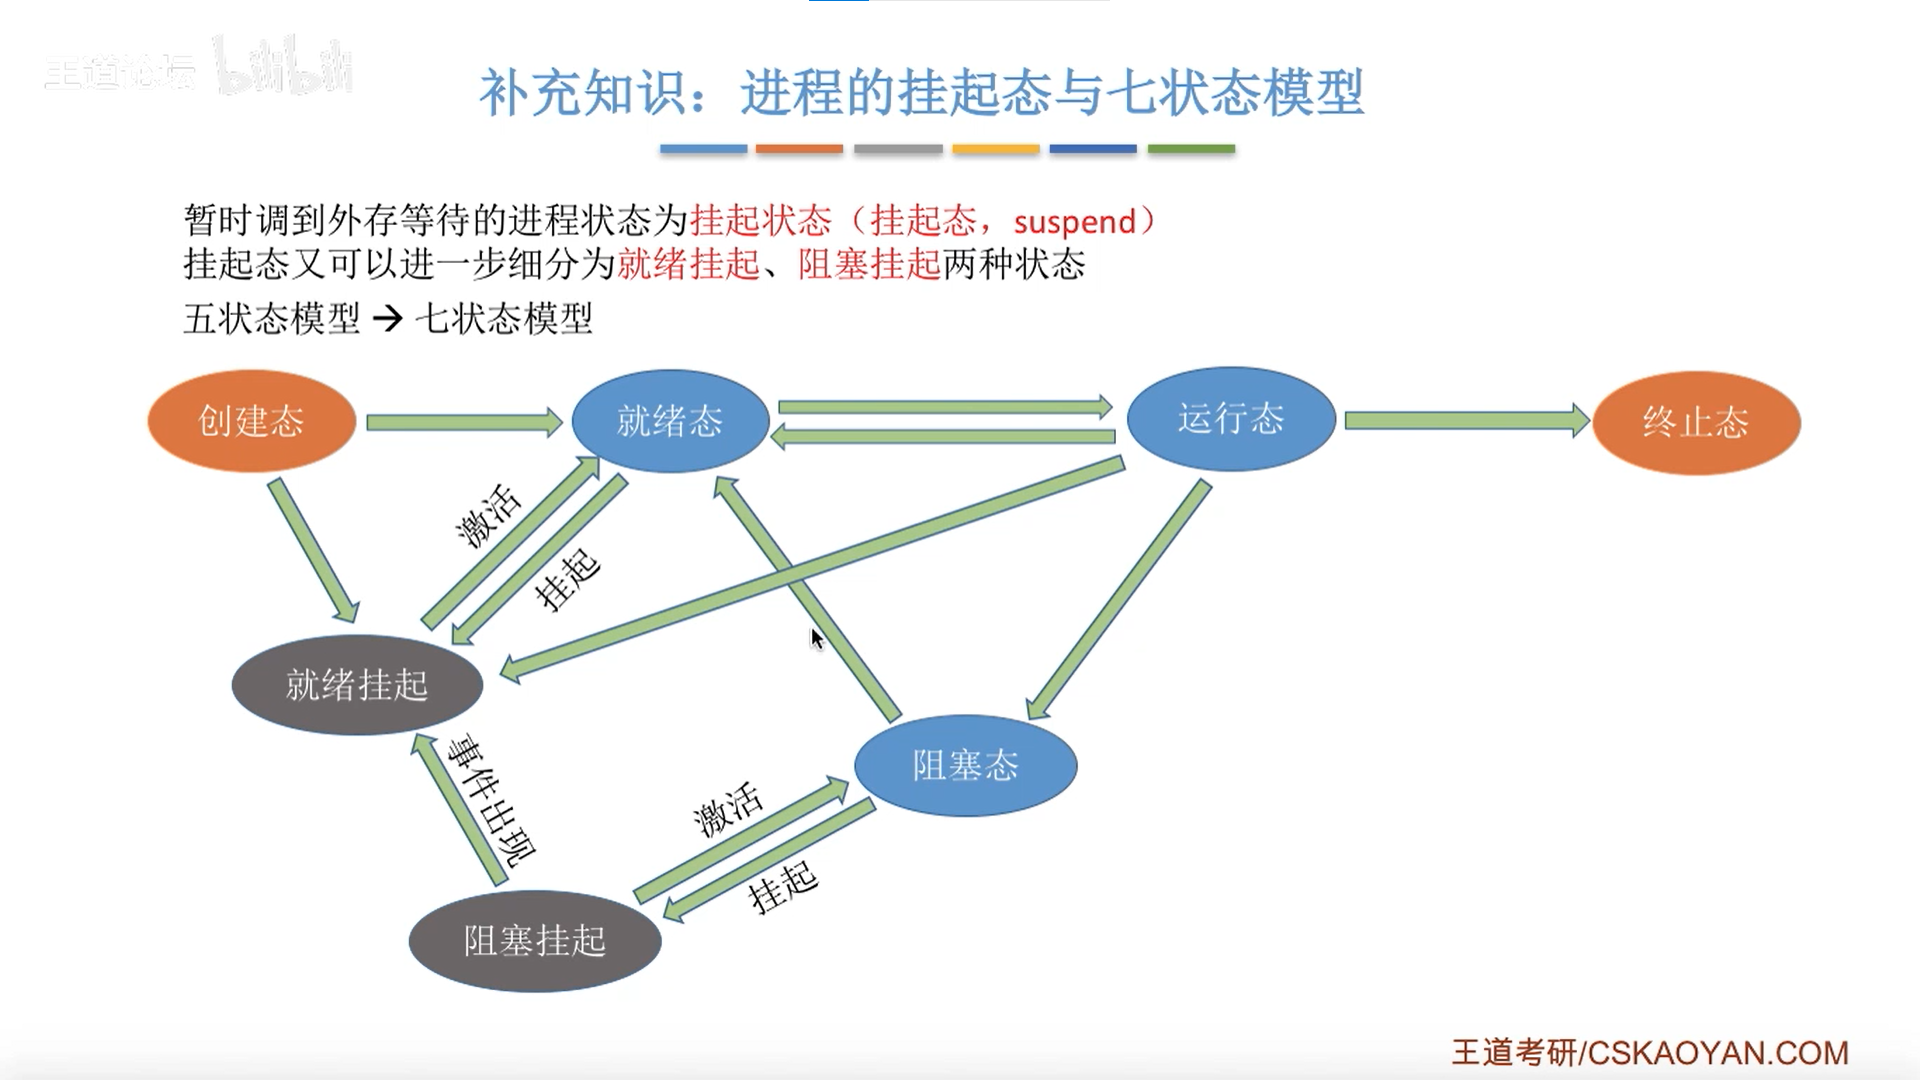 王道论坛 bilibili
补充知识：进程的挂起态与七状态模型
暂时调到外存等待的进程状态为挂起状态（挂起态，suspend）
挂起态又可以进一步细分为就绪挂起、阻塞挂起两种状态
五状态模型 → 七状态模型
创建态
就绪态
运行态
终止态
激活
挂起
就绪挂起
事件出现
阻塞态
激活
挂起
阻塞挂起
王道考研/CSKAOYAN.COM